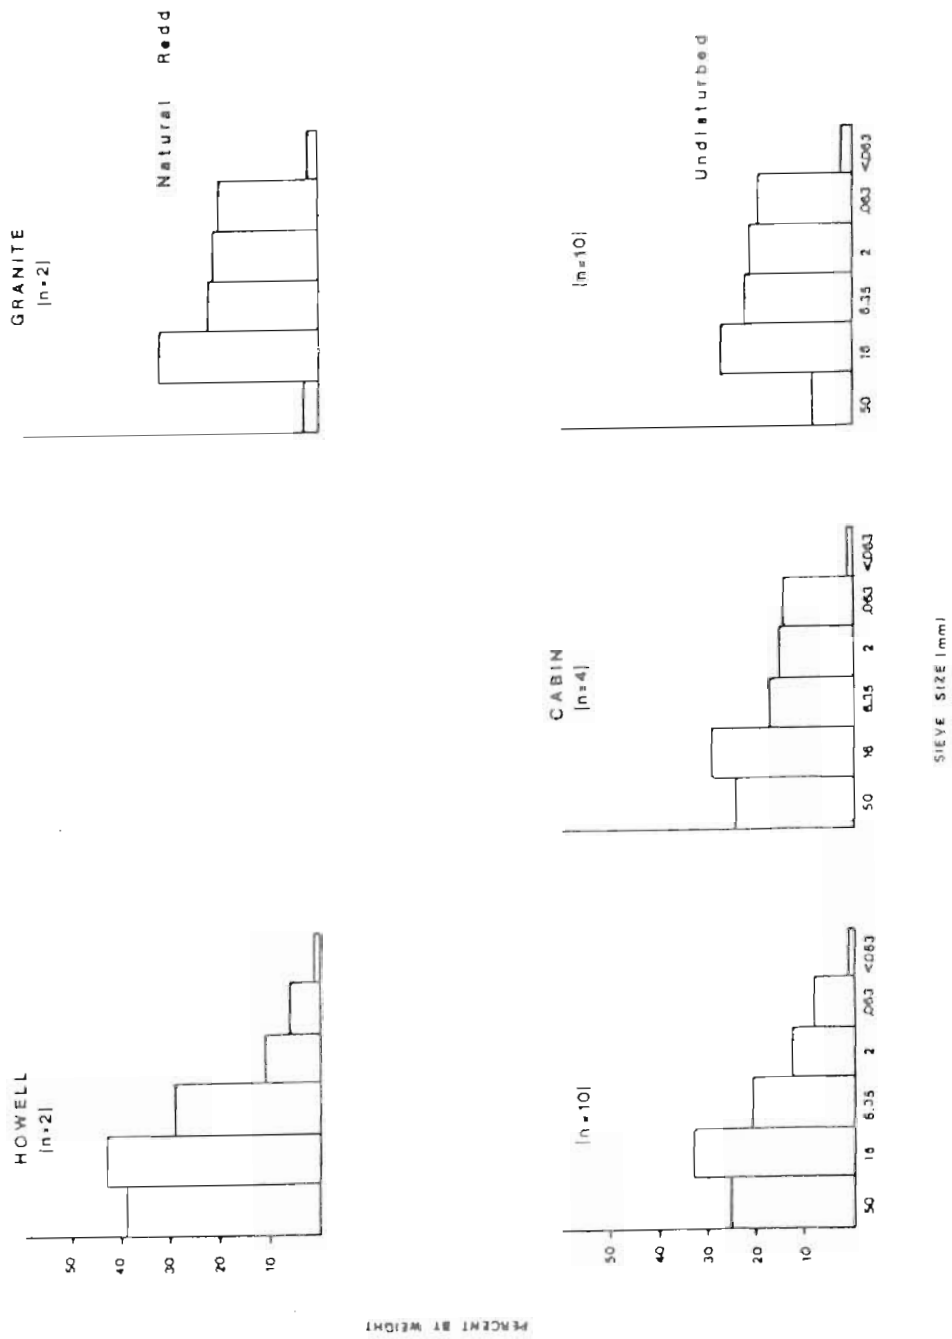 HOWELL
[n=2]
GRANITE
[n=2]
Natural Redd
50
40
30
20
10
PERCENT BY WEIGHT
[n=10]
CABIN
[n=4]
[n=10]
Undisturbed
50
40
30
20
10
50 16 6.35 2 .063 <.063
50 16 6.35 2 .063 <.063
50 16 6.35 2 .063 <.063
SIEVE SIZE (mm)